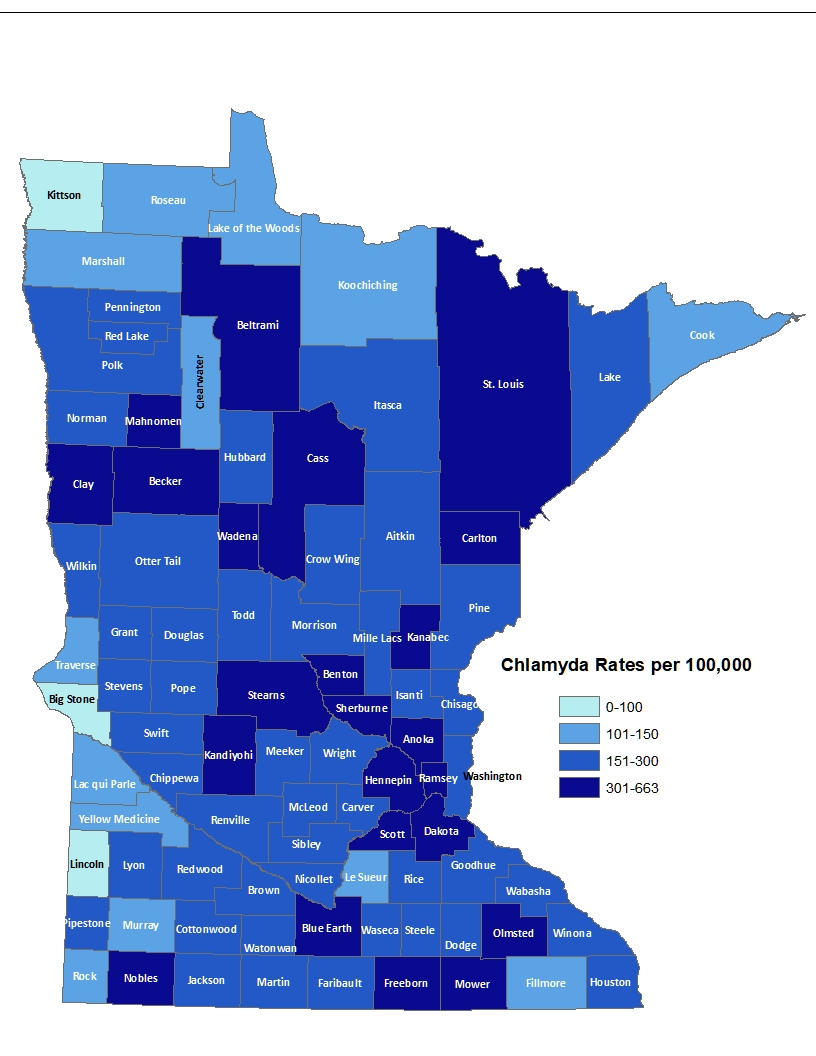 Kittson
Roseau
Lake of the Woods
Marshall
Koochiching
Pennington
Beltrami
Red Lake
Cook
Polk
Clearwater
St. Louis
Lake
Itasca
Norman
Mahnomen
Hubbard
Cass
Clay
Becker
Wadena
Aitkin
Carlton
Crow Wing
Otter Tail
Wilkin
Pine
Todd
Morrison
Grant
Douglas
Mille Lacs
Kanabec
Traverse
Chlamyda Rates per 100,000
Benton
Stevens
Pope
Stearns
Isanti
Big Stone
Chisago
Sherburne
0-100
Swift
101-150
Anoka
Kandiyohi
Meeker
Wright
151-300
Chippewa
Hennepin
Ramsey
Washington
Lac qui Parle
301-663
McLeod
Carver
Yellow Medicine
Renville
Scott
Dakota
Sibley
Lincoln
Lyon
Redwood
Goodhue
Nicollet
Le Sueur
Rice
Brown
Wabasha
Pipestone
Murray
Cottonwood
Blue Earth
Waseca
Steele
Olmsted
Winona
Watonwan
Dodge
Rock
Nobles
Jackson
Martin
Faribault
Freeborn
Mower
Fillmore
Houston